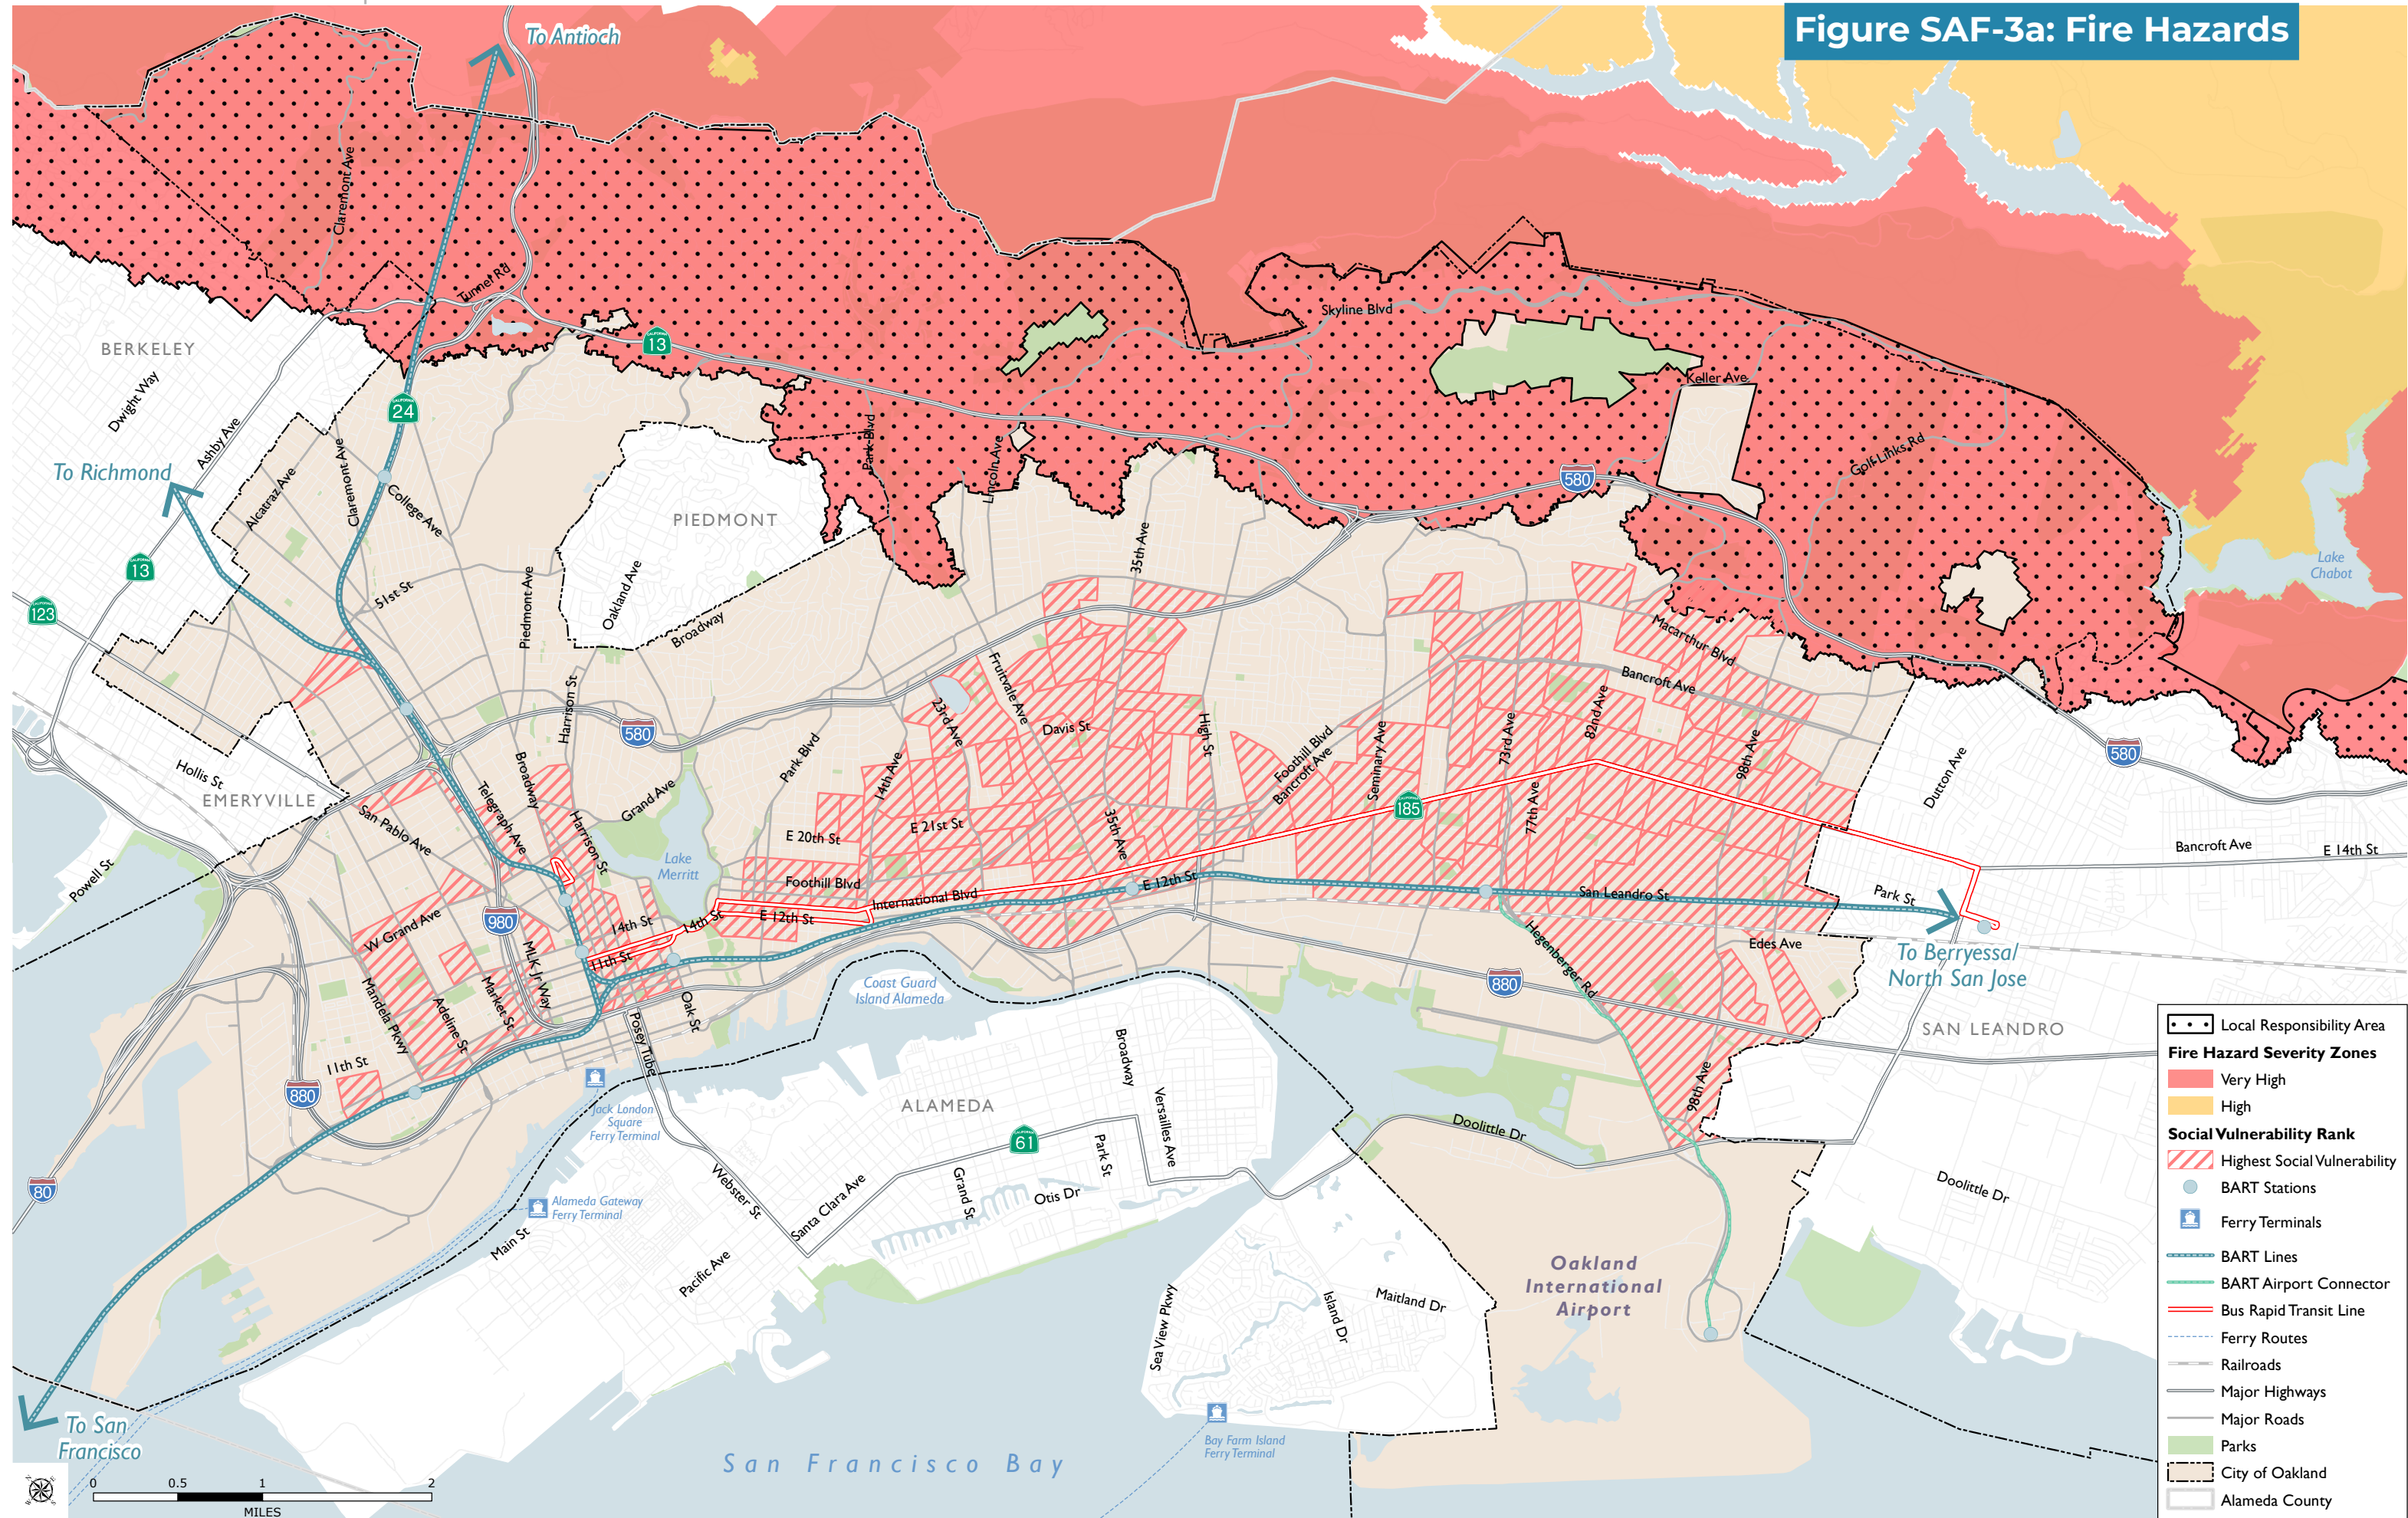 Figure SAF-3a: Fire Hazards
To Antioch
Claremont Ave
Tunnel Rd
13
Skyline Blvd
BERKELEY
Dwight Way
Ashby Ave
24
Keller Ave
Golf Links Rd
To Richmond
Alcatraz Ave
Claremont Ave
College Ave
PIEDMONT
Park Blvd
Lincoln Ave
580
35th Ave
Lake
Chabot
13
123
51st St
Piedmont Ave
Oakland Ave
Broadway
Macarthur Blvd
Bancroft Ave
Fruitvale Ave
23rd Ave
Davis St
High St
Harrison St
580
Park Blvd
14th Ave
Foothill Blvd
Bancroft Ave
Seminary Ave
73rd Ave
82nd Ave
98th Ave
580
Dutton Ave
Hollis St
EMERYVILLE
San Pablo Ave
Telegraph Ave
Broadway
Harrison St
Grand Ave
E 20th St
E 21st St
35th Ave
185
77th Ave
Bancroft Ave
E 14th St
Powell St
Lake
Merritt
Foothill Blvd
International Blvd
E 12th St
E 12th St
San Leandro St
Park St
W Grand Ave
980
14th St
14th St
11th St
MLK Jr Way
Market St
Adeline St
Mandela Pkwy
Oak St
Posey Tube
Edes Ave
Hegenberger Rd
To Berryessa/
North San Jose
880
Coast Guard
Island Alameda
SAN LEANDRO
11th St
880
98th Ave
Jack London
Square
Ferry Terminal
ALAMEDA
Broadway
Versailles Ave
61
Park St
Doolittle Dr
80
Alameda Gateway
Ferry Terminal
Main St
Webster St
Santa Clara Ave
Grand St
Otis Dr
Pacific Ave
Doolittle Dr
Oakland
International
Airport
Sea View Pkwy
Island Dr
Maitland Dr
Bay Farm Island
Ferry Terminal
To San
Francisco
San Francisco Bay
0 0.5 1 2
MILES
Local Responsibility Area
Fire Hazard Severity Zones
Very High
High
Social Vulnerability Rank
Highest Social Vulnerability
BART Stations
Ferry Terminals
BART Lines
BART Airport Connector
Bus Rapid Transit Line
Ferry Routes
Railroads
Major Highways
Major Roads
Parks
City of Oakland
Alameda County